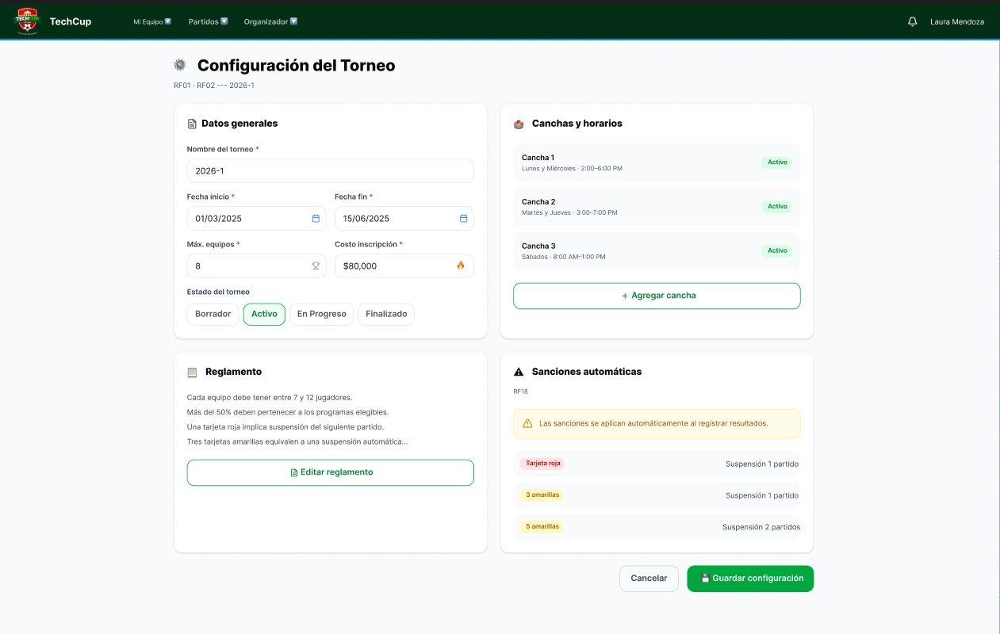 TECHCUP
TechCup
Mi Equipo
Partidos
Organizador
Laura Mendoza
Configuración del Torneo
RF01 · RF02 --- 2026-1
Datos generales
Nombre del torneo *
2026-1
Fecha inicio *
Fecha fin *
01/03/2025
15/06/2025
Máx. equipos *
Costo inscripción *
8
$80,000
Estado del torneo
Borrador
Activo
En Progreso
Finalizado
Canchas y horarios
Cancha 1
Lunes y Miércoles · 2:00–6:00 PM
Activo
Cancha 2
Martes y Jueves · 3:00–7:00 PM
Activo
Cancha 3
Sábados · 8:00 AM–1:00 PM
Activo
+ Agregar cancha
Reglamento
Cada equipo debe tener entre 7 y 12 jugadores.
Más del 50% deben pertenecer a los programas elegibles.
Una tarjeta roja implica suspensión del siguiente partido.
Tres tarjetas amarillas equivalen a una suspensión automática...
Editar reglamento
Sanciones automáticas
RF18
Las sanciones se aplican automáticamente al registrar resultados.
Tarjeta roja
Suspensión 1 partido
3 amarillas
Suspensión 1 partido
5 amarillas
Suspensión 2 partidos
Cancelar
Guardar configuración